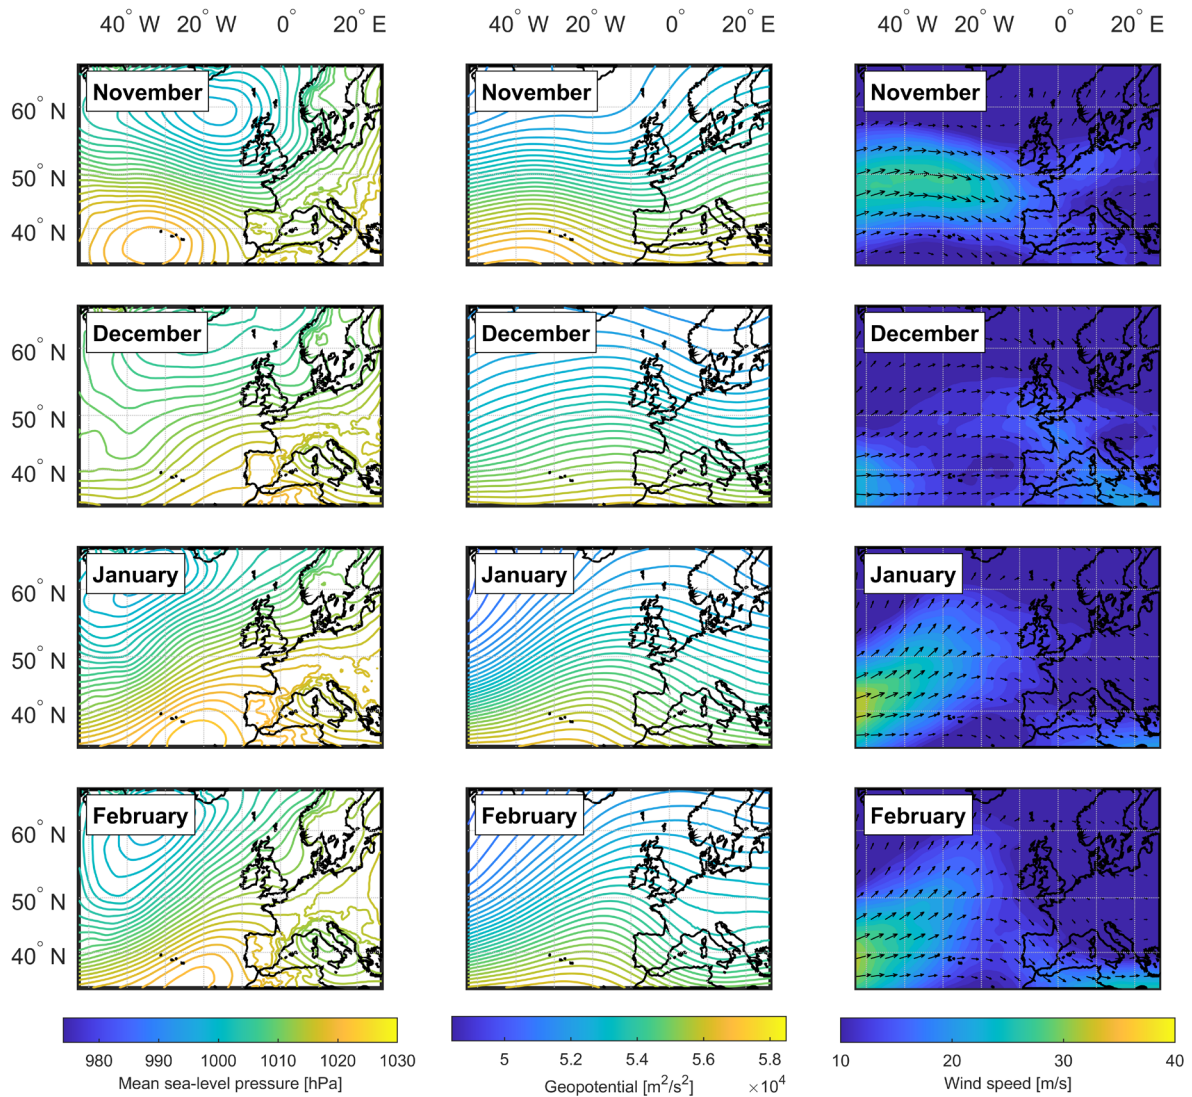 40° W 20° W 0° 20° E 40° W 20° W 0° 20° E 40° W 20° W 0° 20° E
November November November
60° N
50° N
40° N
December December December
60° N
50° N
40° N
January January January
60° N
50° N
40° N
February February February
60° N
50° N
40° N
980 990 1000 1010 1020 1030 5 5.2 5.4 5.6 5.8 10 20 30 40
Mean sea-level pressure [hPa] Geopotential [m²/s²] ×10⁴ Wind speed [m/s]